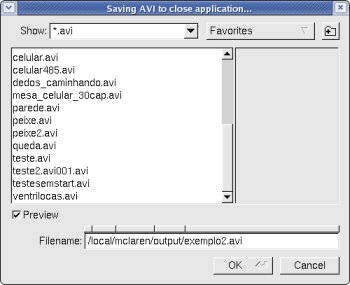 Saving AVI to close application...
Show: *.avi Favorites
celular.avi
celular485.avi
dedos_caminhando.avi
mesa_celular_30cap.avi
parede.avi
peixe.avi
peixe2.avi
queda.avi
teste.avi
teste2.avi001.avi
testesemstart.avi
ventrilocas.avi
Preview
Filename: /local/mclaren/output/exemplo2.avi
OK Cancel